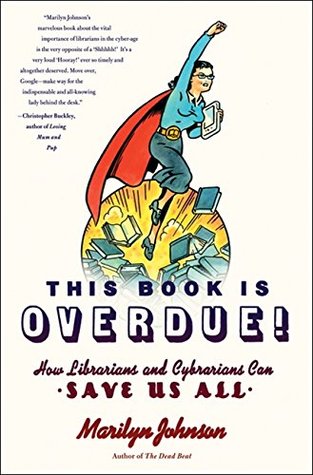 "Marilyn Johnson's
marvelous book about the vital
importance of librarians in the cyber-age
is the very opposite of a 'Shhhhh!' It's a
very loud 'Hooray!' ever so timely and
altogether deserved. Move over,
Google—make way for the
indispensable and all-knowing
lady behind the desk."
—Christopher Buckley,
author of Losing
Mum and
Pup
THIS BOOK IS
OVERDUE!
How Librarians and Cybrarians Can
• SAVE US ALL •
Marilyn Johnson
Author of The Dead Beat